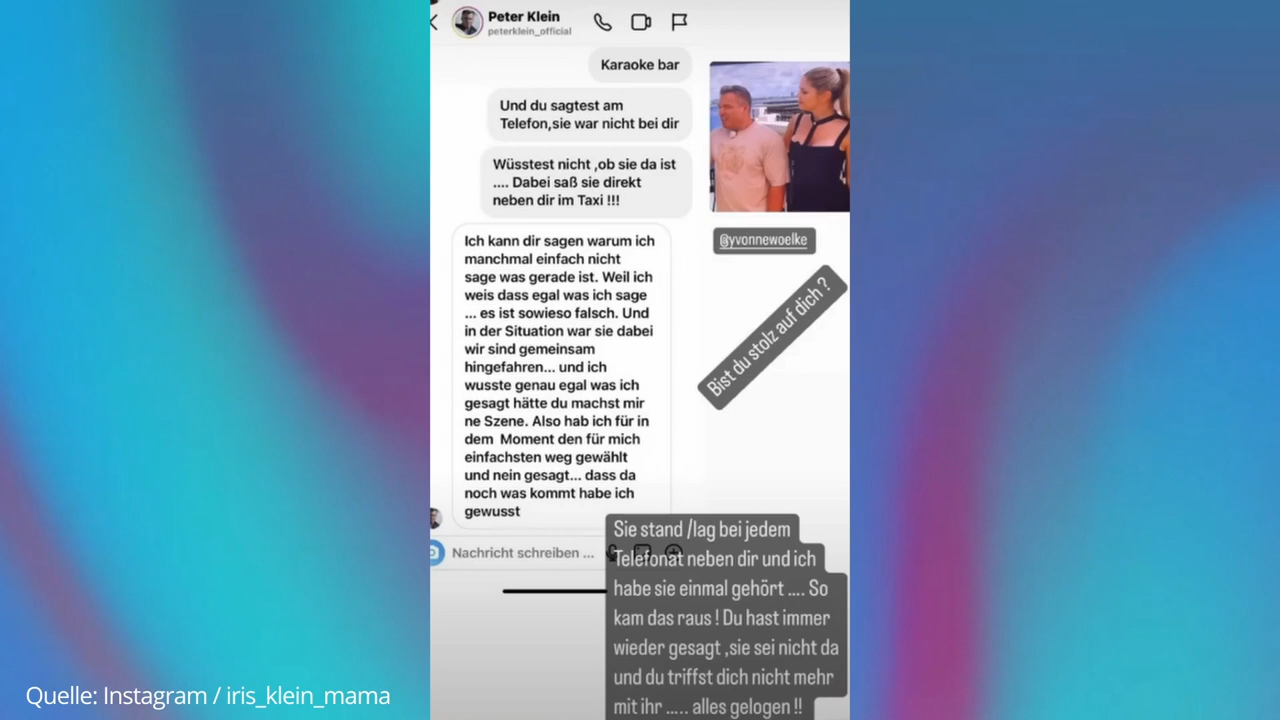 Peter Klein
peterklein_official
Karaoke bar
Und du sagtest am
Telefon,sie war nicht bei dir
Wüsstest nicht ,ob sie da ist
.... Dabei saß sie direkt
neben dir im Taxi !!!
Ich kann dir sagen warum ich
manchmal einfach nicht
sage was gerade ist. Weil ich
weis dass egal was ich sage
... es ist sowieso falsch. Und
in der Situation war sie dabei
wir sind gemeinsam
hingefahren... und ich
wusste genau egal was ich
gesagt hätte du machst mir
ne Szene. Also hab ich für in
dem Moment den für mich
einfachsten weg gewählt
und nein gesagt... dass da
noch was kommt habe ich
gewusst
Nachricht schreiben ...
@yvonnewoelke
Bist du stolz auf dich ?
Sie stand /lag bei jedem
Telefonat neben dir und ich
habe sie einmal gehört .... So
kam das raus ! Du hast immer
wieder gesagt ,sie sei nicht da
und du triffst dich nicht mehr
mit ihr ..... alles gelogen !!
Quelle: Instagram / iris_klein_mama